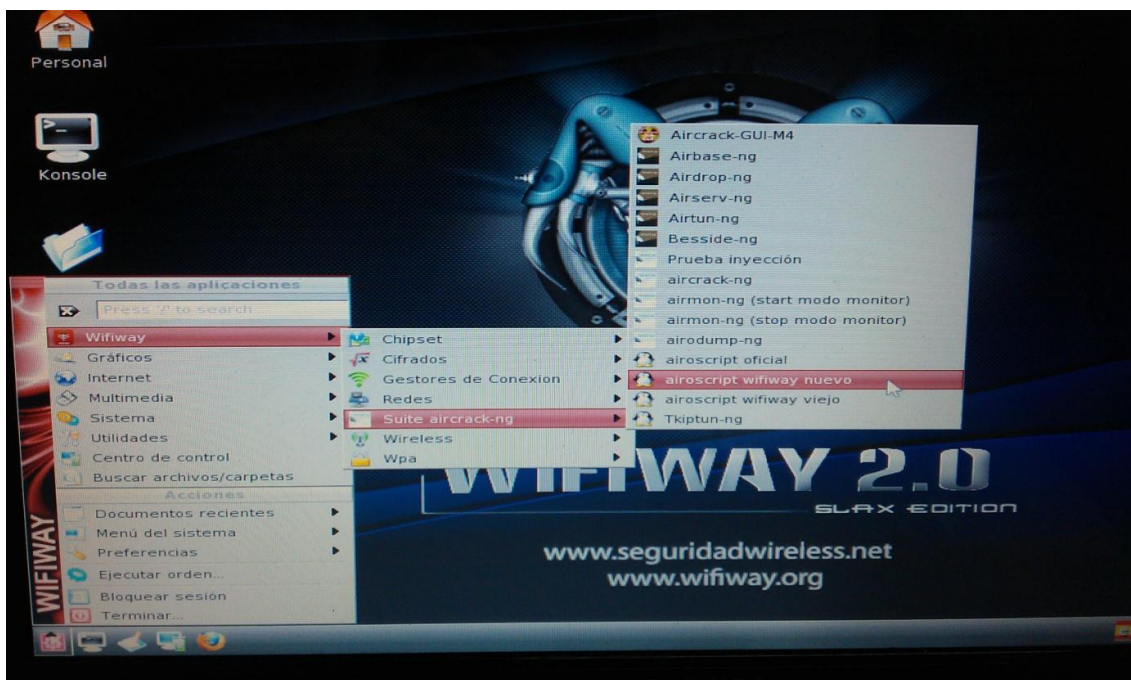 Personal
Konsole
Todas las aplicaciones
Press '/' to search
Wifiway
Gráficos
Internet
Multimedia
Sistema
Utilidades
Centro de control
Buscar archivos/carpetas
Acciones
Documentos recientes
Menú del sistema
Preferencias
Ejecutar orden...
Bloquear sesión
Terminar...
WIFIWAY
Chipset
Cifrados
Gestores de Conexion
Redes
Suite aircrack-ng
Wireless
Wpa
Aircrack-GUI-M4
Airbase-ng
Airdrop-ng
Airserv-ng
Airtun-ng
Besside-ng
Prueba inyección
aircrack-ng
airmon-ng (start modo monitor)
airmon-ng (stop modo monitor)
airodump-ng
airoscript oficial
airoscript wifiway nuevo
airoscript wifiway viejo
Tkiptun-ng
WIFIWAY 2.0
SLAX EDITION
www.seguridadwireless.net
www.wifiway.org